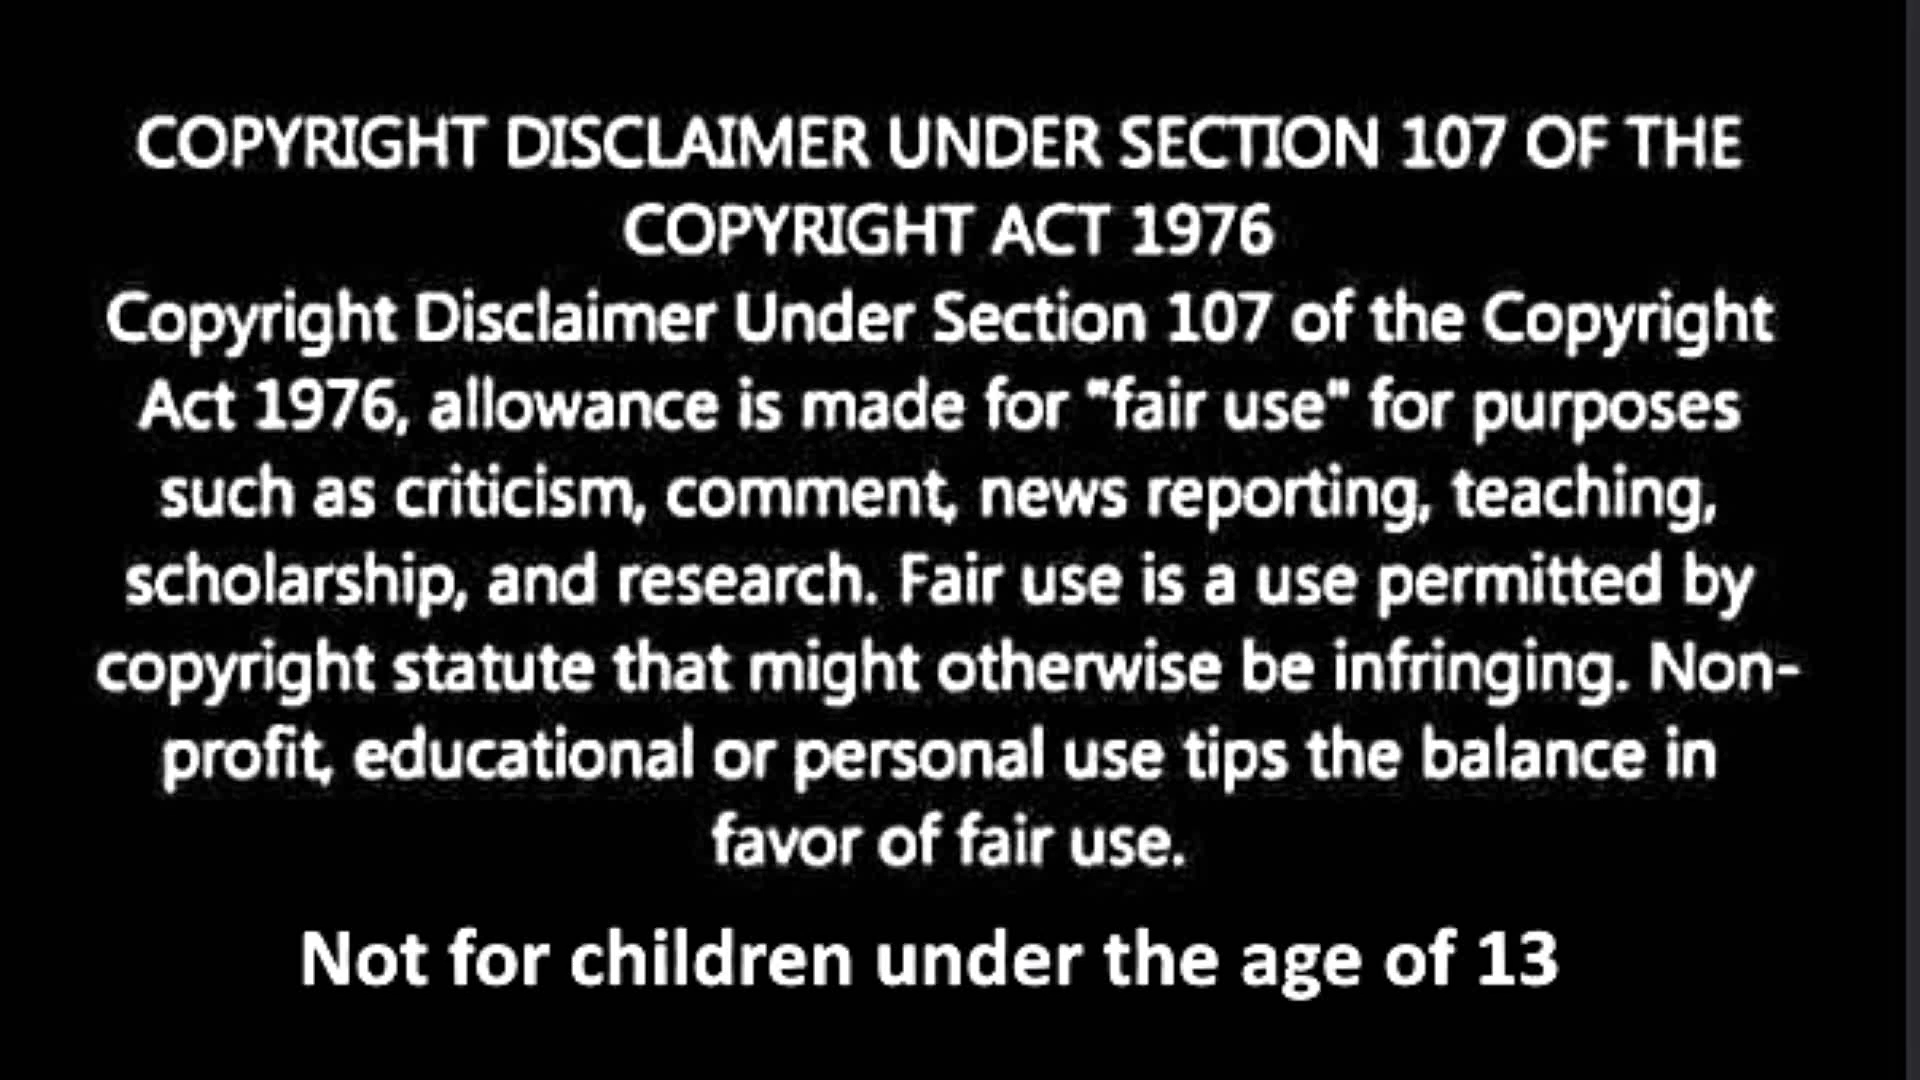 COPYRIGHT DISCLAIMER UNDER SECTION 107 OF THE
COPYRIGHT ACT 1976
Copyright Disclaimer Under Section 107 of the Copyright
Act 1976, allowance is made for "fair use" for purposes
such as criticism, comment, news reporting, teaching,
scholarship, and research. Fair use is a use permitted by
copyright statute that might otherwise be infringing. Non-
profit, educational or personal use tips the balance in
favor of fair use.
Not for children under the age of 13